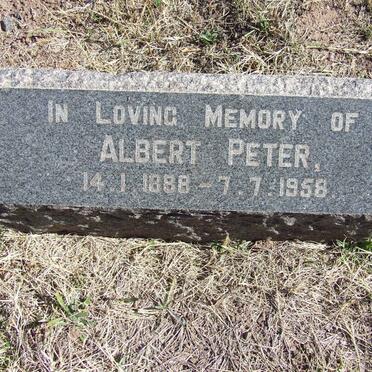 IN LOVING MEMORY OF
ALBERT PETER,
14.1.1888 - 7.7.1958